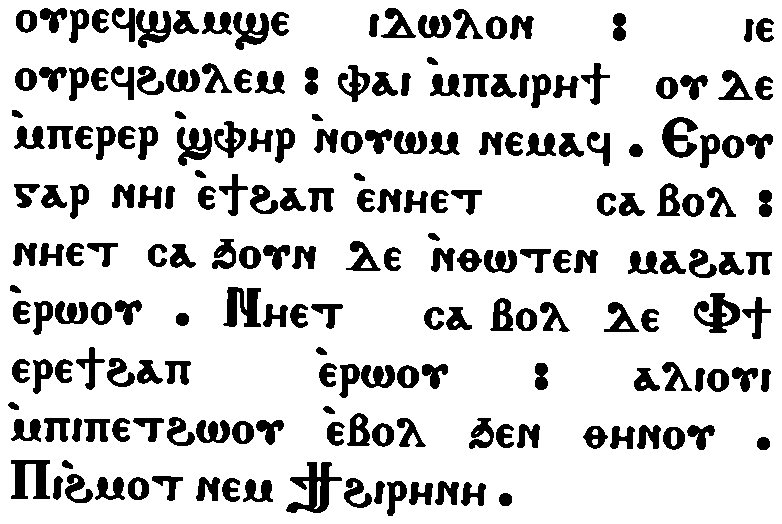 ⲟⲩⲣⲉϥϣⲁⲙϣⲉ ⲓⲇⲱⲗⲟⲛ : ⲓⲉ
ⲟⲩⲣⲉϥϩⲱⲗⲉⲙ : ⲫⲁⲓ ⲙ̀ⲡⲁⲓⲣⲏϯ ⲟⲩ ⲇⲉ
ⲙ̀ⲡⲉⲣⲉⲣ ϣ̀ⲫⲏⲣ ⲛ̀ⲟⲩⲱⲙ ⲛⲉⲙⲁϥ . Ⲉⲣⲟⲩ
ⲅⲁⲣ ⲛⲏⲓ ⲉ̀ϯϩⲁⲡ ⲉ̀ⲛⲏⲉⲧ ⲥⲁ ⲃⲟⲗ :
ⲛⲏⲉⲧ ⲥⲁ ϧⲟⲩⲛ ⲇⲉ ⲛ̀ⲑⲱⲧⲉⲛ ⲙⲁϩⲁⲡ
ⲉ̀ⲣⲱⲟⲩ . Ⲛⲏⲉⲧ ⲥⲁ ⲃⲟⲗ ⲇⲉ Ⲫϯ
ⲉⲣⲉϯϩⲁⲡ ⲉ̀ⲣⲱⲟⲩ : ⲁⲗⲓⲟⲩⲓ
ⲙ̀ⲡⲓⲡⲉⲧϩⲱⲟⲩ ⲉ̀ⲃⲟⲗ ϧⲉⲛ ⲑⲏⲛⲟⲩ .
Ⲡⲓϩ̀ⲙⲟⲧ ⲛⲉⲙ Ϯϩⲓⲣⲏⲛⲏ .